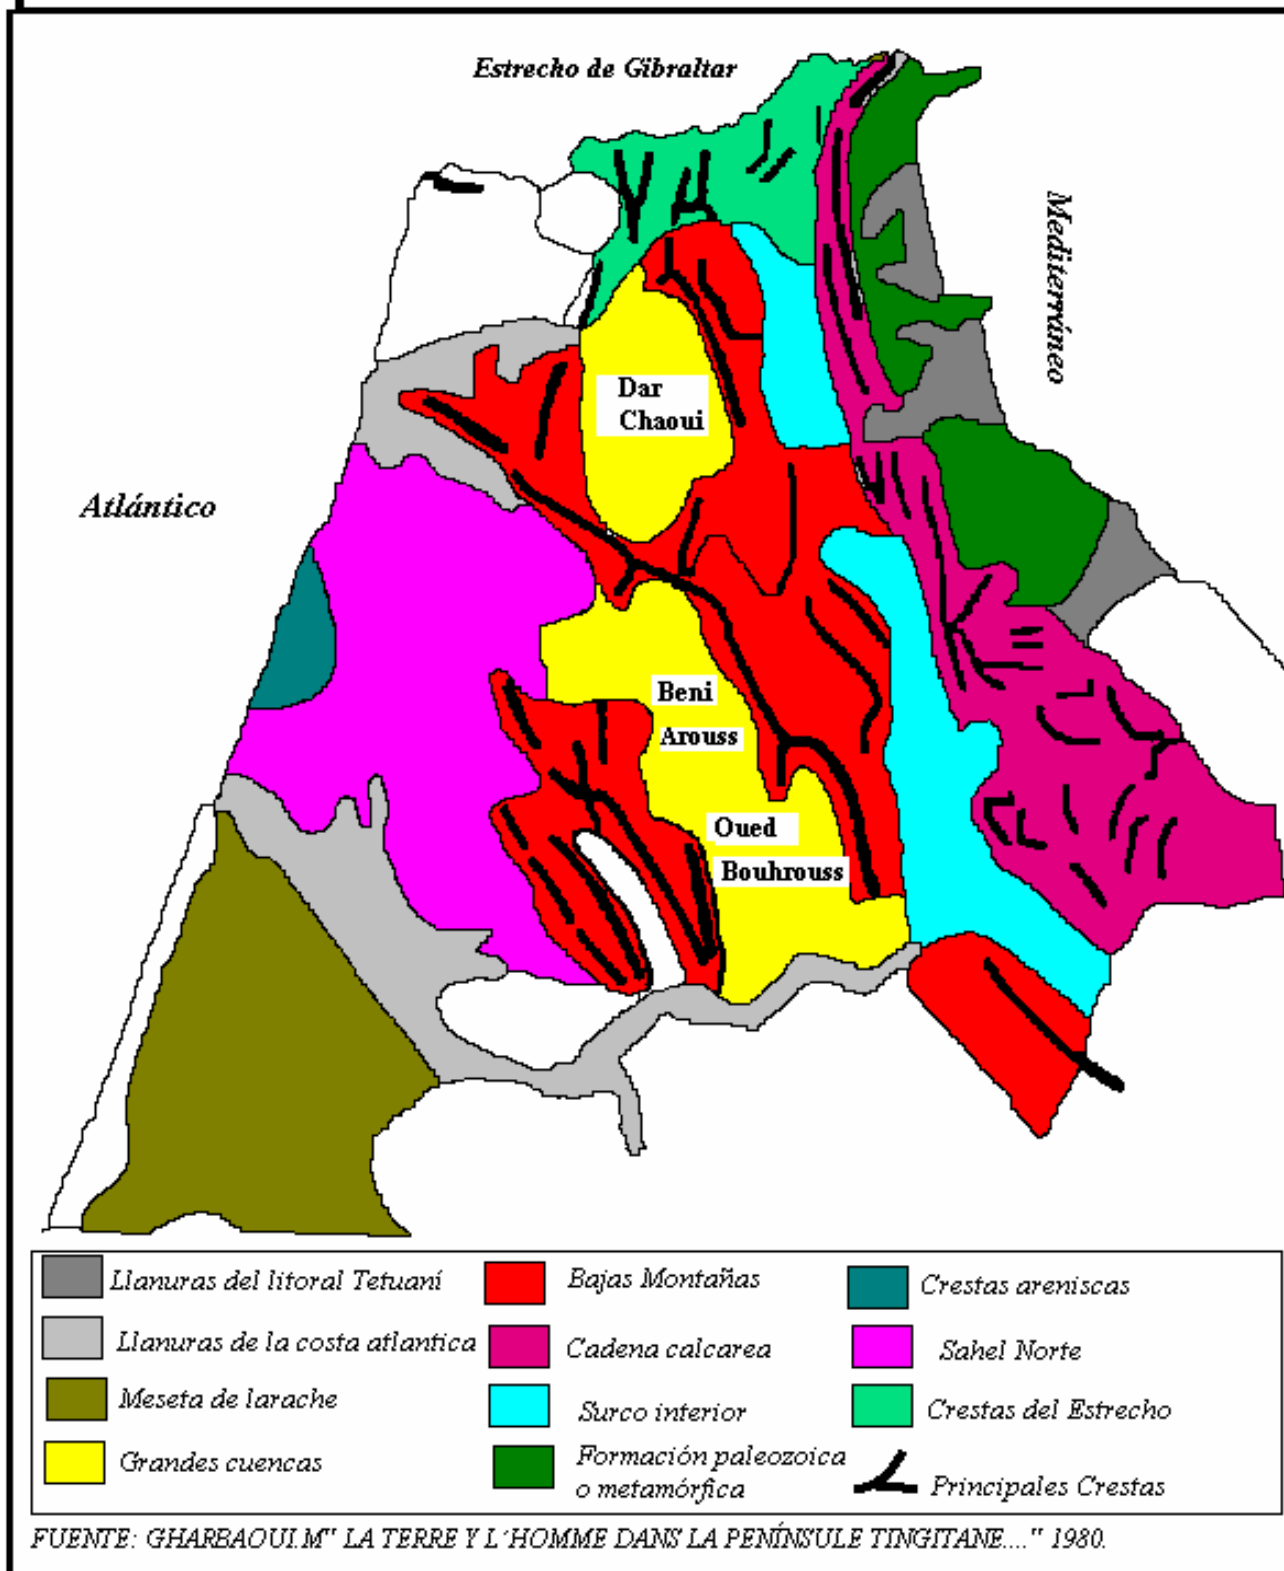 Estrecho de Gibraltar
Mediterráneo
Dar
Chaoui
Atlántico
Beni
Arouss
Oued
Bouhrouss
Llanuras del litoral Tetuaní
Bajas Montañas
Crestas areniscas
Llanuras de la costa atlantica
Cadena calcarea
Sahel Norte
Meseta de larache
Surco interior
Crestas del Estrecho
Grandes cuencas
Formación paleozoica
o metamórfica
Principales Crestas
FUENTE: GHARBAOUI.M" LA TERRE Y L´HOMME DANS LA PENÍNSULE TINGITANE...." 1980.